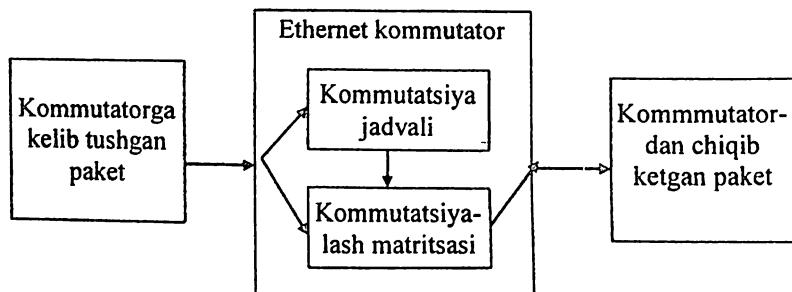 Ethernet kommutator
Kommutatorga
kelib tushgan
paket
Kommutatsiya
jadvali
Kommutatsiya-
lash matritsasi
Kommmutator-
dan chiqib
ketgan paket